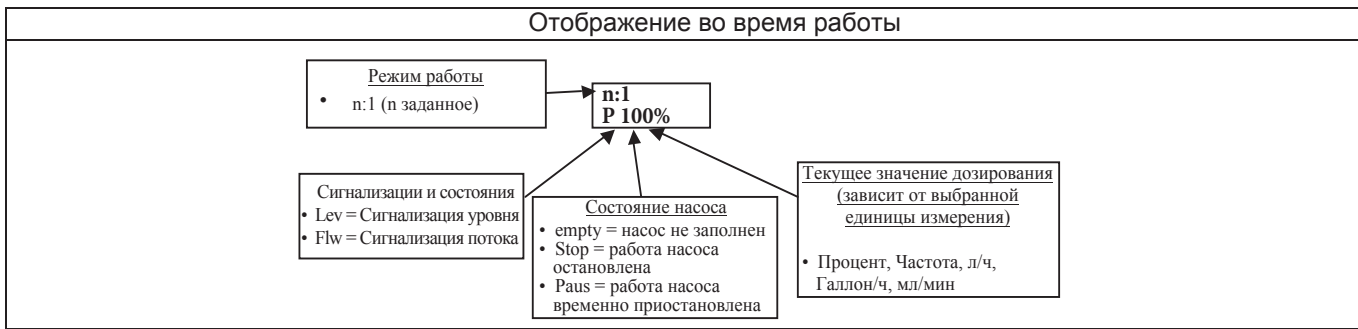 Отображение во время работы
Режим работы
• n:1 (n заданное)
n:1
P 100%
Сигнализации и состояния
• Lev = Сигнализация уровня
• Flw = Сигнализация потока
Состояние насоса
• empty = насос не заполнен
• Stop = работа насоса
остановлена
• Paus = работа насоса
временно приостановлена
Текущее значение дозирования
(зависит от выбранной
единицы измерения)
• Процент, Частота, л/ч,
Галлон/ч, мл/мин